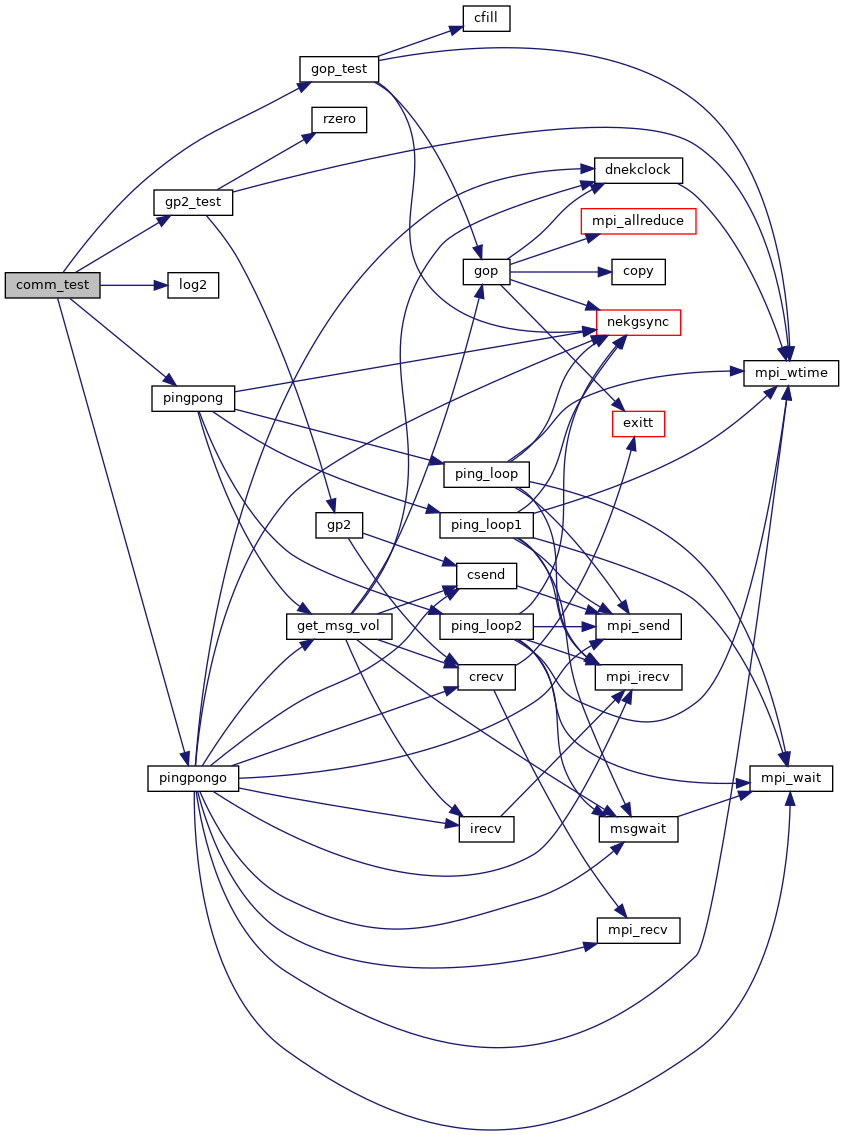 cfill
gop_test
rzero
dnekclock
gp2_test
mpi_allreduce
gop
copy
comm_test
log2
nekgsync
mpi_wtime
pingpong
exitt
ping_loop
gp2
ping_loop1
csend
get_msg_vol
ping_loop2
mpi_send
crecv
mpi_irecv
pingpongo
mpi_wait
irecv
msgwait
mpi_recv